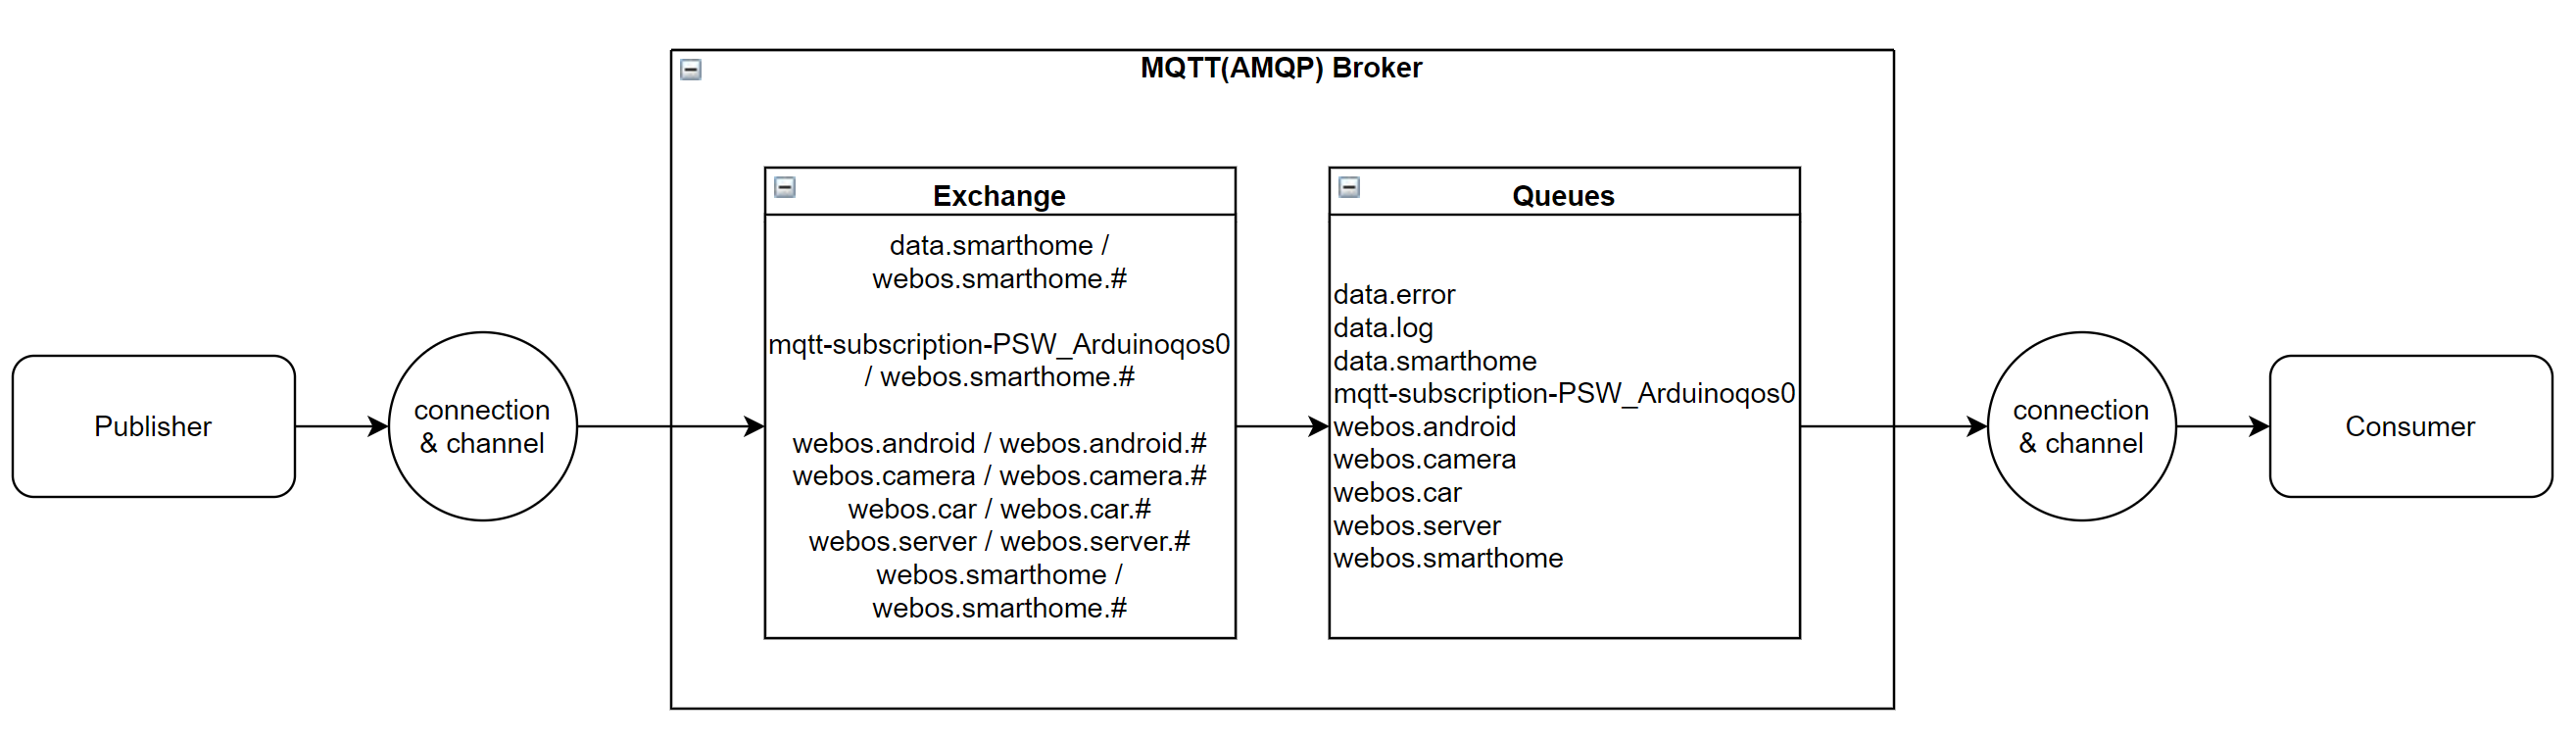 MQTT(AMQP) Broker
Publisher
connection
& channel
Exchange
data.smarthome /
webos.smarthome.#
mqtt-subscription-PSW_Arduinoqos0
/ webos.smarthome.#
webos.android / webos.android.#
webos.camera / webos.camera.#
webos.car / webos.car.#
webos.server / webos.server.#
webos.smarthome /
webos.smarthome.#
Queues
data.error
data.log
data.smarthome
mqtt-subscription-PSW_Arduinoqos0
webos.android
webos.camera
webos.car
webos.server
webos.smarthome
connection
& channel
Consumer